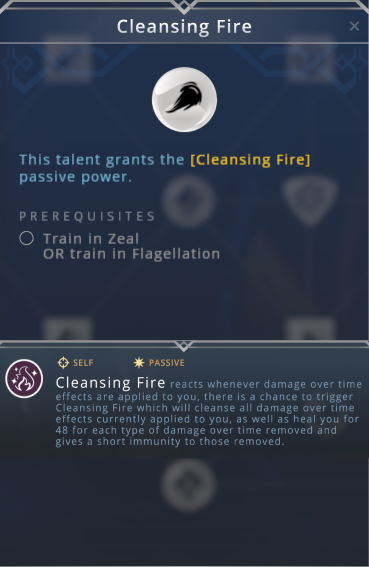 Cleansing Fire
This talent grants the [Cleansing Fire]
passive power.
PREREQUISITES
Train in Zeal
OR train in Flagellation
SELF PASSIVE
Cleansing Fire reacts whenever damage over time
effects are applied to you, there is a chance to trigger
Cleansing Fire which will cleanse all damage over time
effects currently applied to you, as well as heal you for
48 for each type of damage over time removed and
gives a short immunity to those removed.